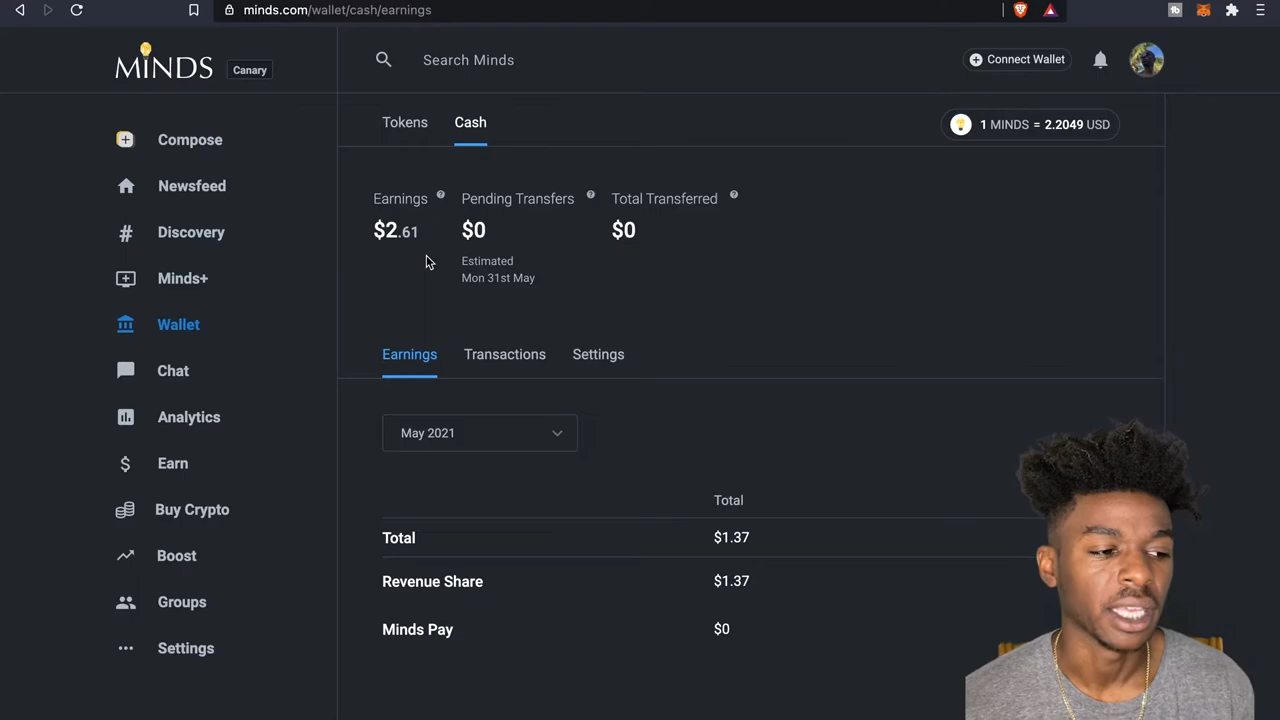 minds.com/wallet/cash/earnings
MINDS
Canary
Search Minds
Connect Wallet
Compose
Newsfeed
Discovery
Minds+
Wallet
Chat
Analytics
Earn
Buy Crypto
Boost
Groups
Settings
Tokens Cash
1 MINDS = 2.2049 USD
Earnings ? Pending Transfers ? Total Transferred ?
$2.61 $0 $0
Estimated
Mon 31st May
Earnings Transactions Settings
May 2021
Total
Total $1.37
Revenue Share $1.37
Minds Pay $0